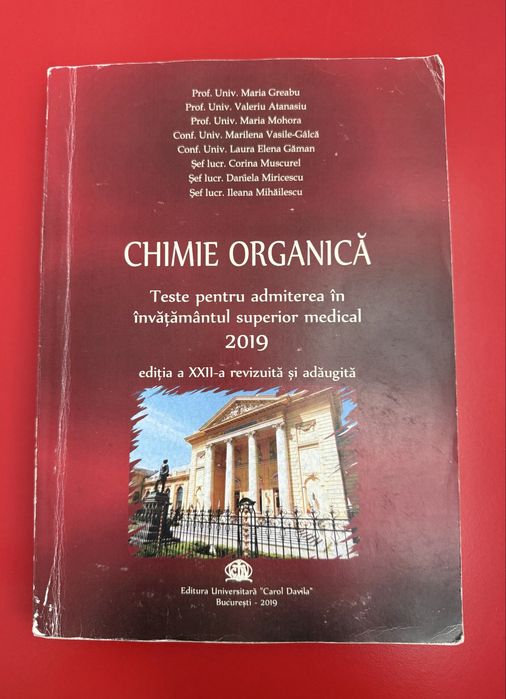 Prof. Univ. Maria Greabu
Prof. Univ. Valeriu Atanasiu
Prof. Univ. Maria Mohora
Conf. Univ. Marilena Vasile-Gâlcă
Conf. Univ. Laura Elena Găman
Şef lucr. Corina Muscurel
Şef lucr. Daniela Miricescu
Şef lucr. Ileana Mihăilescu
CHIMIE ORGANICĂ
Teste pentru admiterea în
învăţământul superior medical
2019
ediţia a XXII-a revizuită şi adăugită
Editura Universitară "Carol Davila"
Bucureşti - 2019